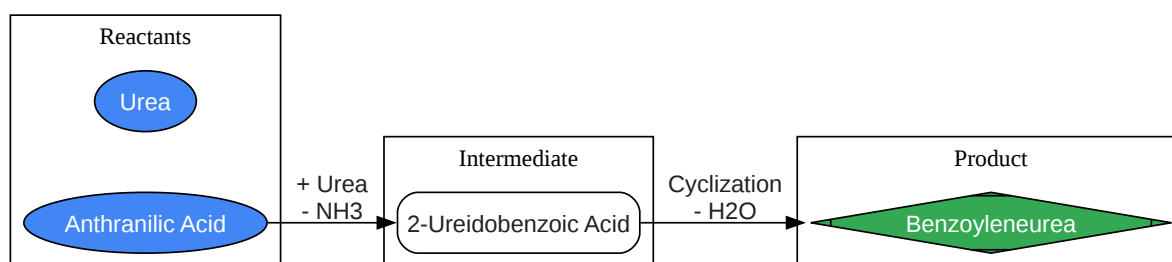 Reactants
Urea
Anthranilic Acid
+ Urea
- NH3
Intermediate
2-Ureidobenzoic Acid
Cyclization
- H2O
Product
Benzoyleneurea